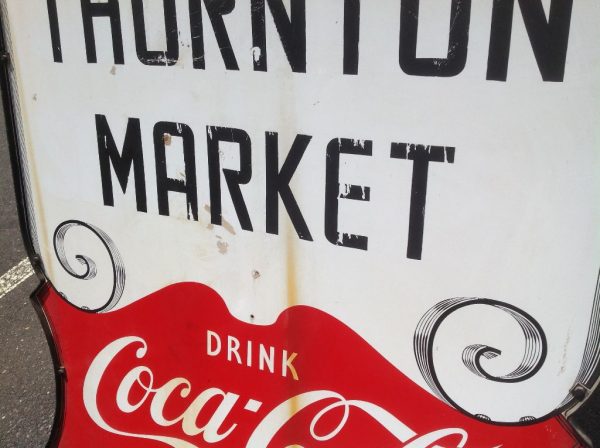 THORNTON
MARKET
DRINK
Coca-Cola